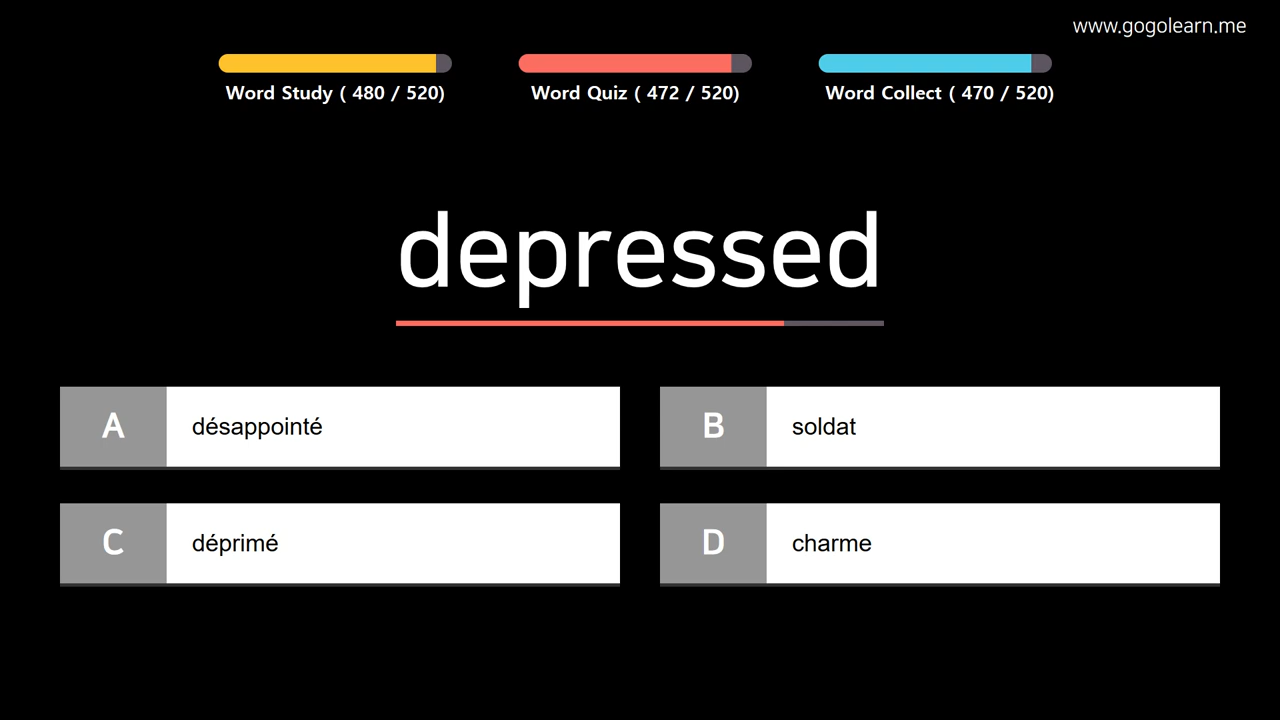 www.gogolearn.me
Word Study ( 480 / 520)
Word Quiz ( 472 / 520)
Word Collect ( 470 / 520)
depressed
A désappointé
B soldat
C déprimé
D charme